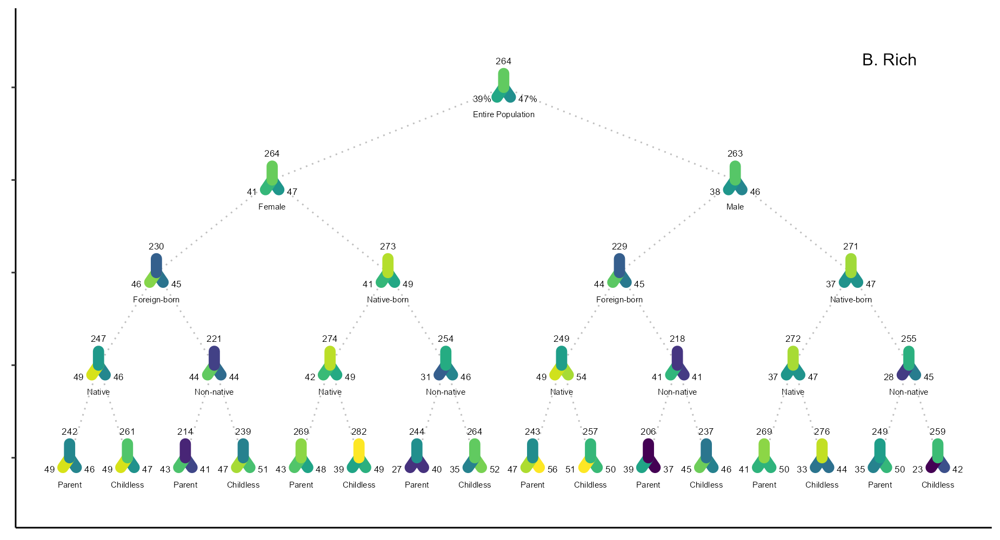 B. Rich
264
39% 47%
Entire Population
264 263
41 47 38 46
Female Male
230 273 229 271
46 45 41 49 44 45 37 47
Foreign-born Native-born Foreign-born Native-born
247 221 274 254 249 218 272 255
49 46 44 44 42 49 31 46 49 54 41 41 37 47 28 45
Native Non-native Native Non-native Native Non-native Native Non-native
242 261 214 239 269 282 244 264 243 257 206 237 269 276 249 259
49 46 49 47 43 41 47 51 43 48 39 49 27 40 35 52 47 56 51 50 39 37 45 46 41 50 33 44 35 50 23 42
Parent Childless Parent Childless Parent Childless Parent Childless Parent Childless Parent Childless Parent Childless Parent Childless